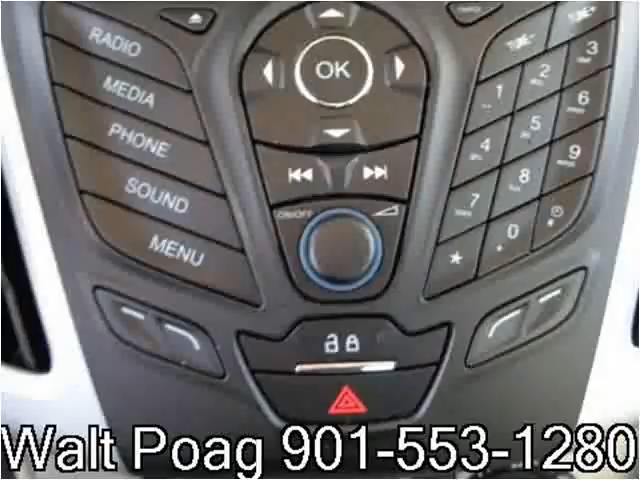 RADIO
MEDIA
PHONE
SOUND
MENU
OK
ON/OFF
1 2 3
4 5 6
7 8 9
* 0
Walt Poag 901-553-1280